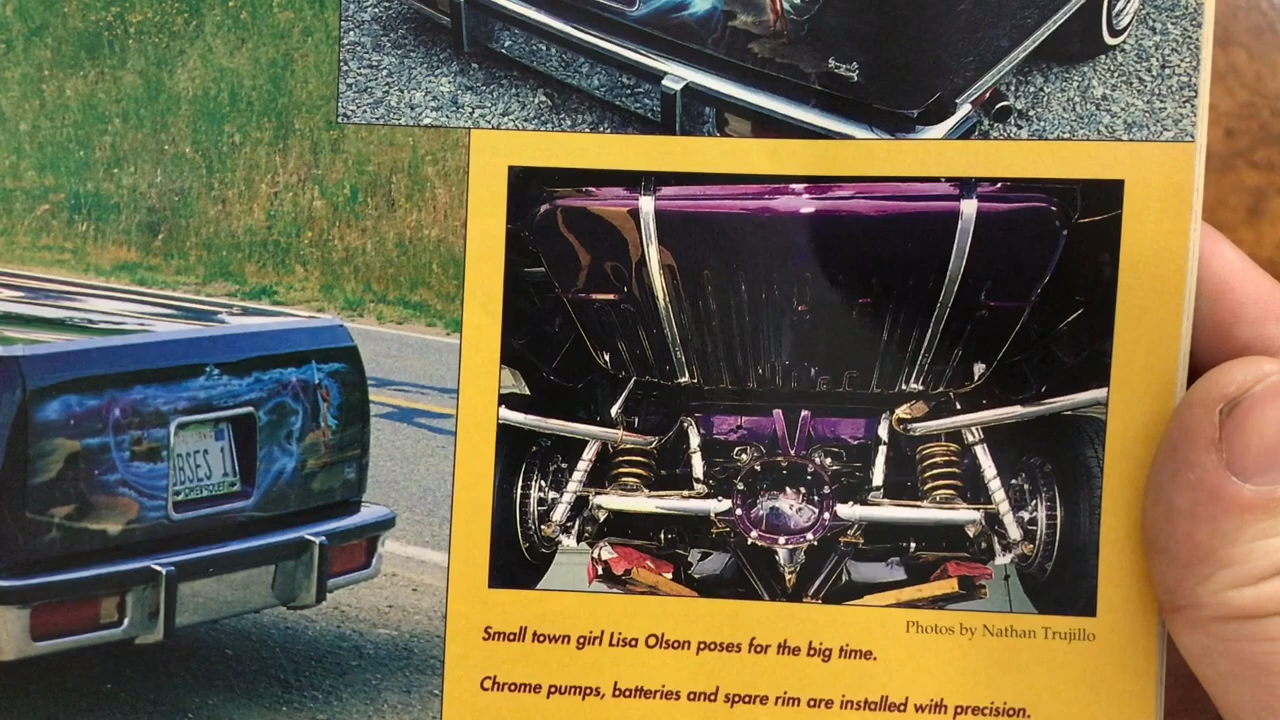 BSES 1
CHEVROLET
Photos by Nathan Trujillo
Small town girl Lisa Olson poses for the big time.
Chrome pumps, batteries and spare rim are installed with precision.